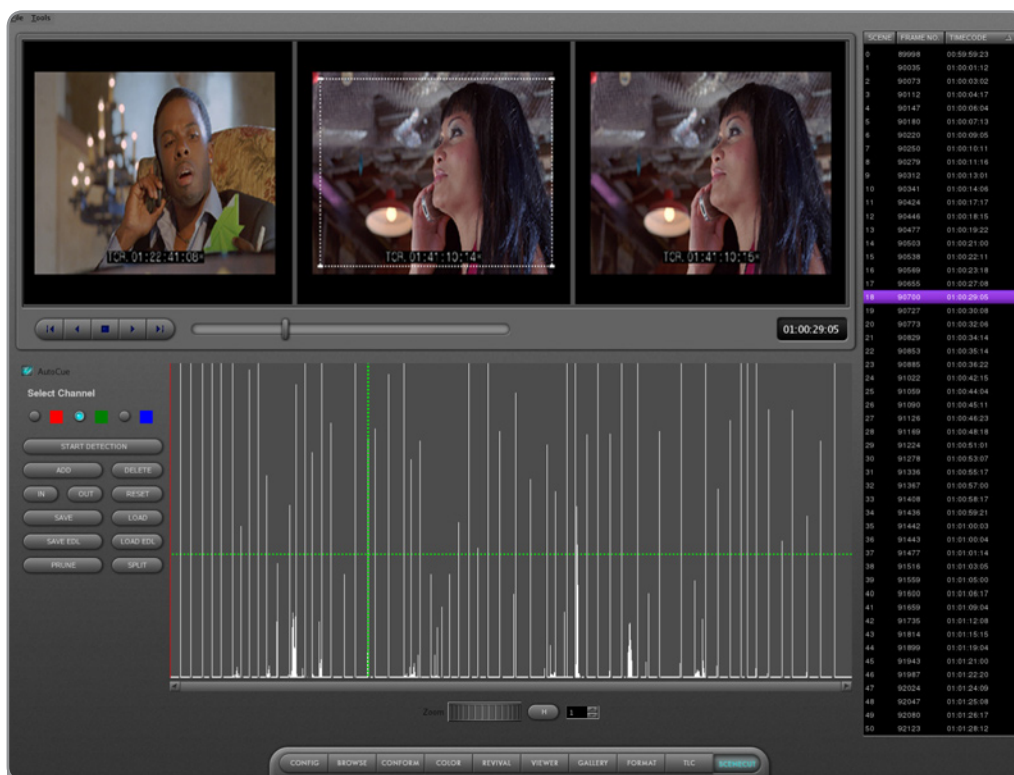 File Tools
TCR 01:22:41:08*
TCR 01:41:10:14*
TCR 01:41:10:15*
01:00:29:05
AutoCue
Select Channel
START DETECTION
ADD DELETE
IN OUT RESET
SAVE LOAD
SAVE EDL LOAD EDL
PRUNE SPLIT
Zoom H 1
CONFIG BROWSE CONFORM COLOR REVIVAL VIEWER GALLERY FORMAT TLC SCENECUT
SCENE FRAME NO. TIMECODE
0 89998 00:59:59:23
1 90035 01:00:01:12
2 90073 01:00:03:02
3 90112 01:00:04:17
4 90147 01:00:06:04
5 90180 01:00:07:13
6 90220 01:00:09:05
7 90250 01:00:10:11
8 90279 01:00:11:16
9 90312 01:00:13:01
10 90341 01:00:14:06
11 90424 01:00:17:17
12 90446 01:00:18:15
13 90477 01:00:19:22
14 90503 01:00:21:00
15 90538 01:00:22:11
16 90569 01:00:23:18
17 90655 01:00:27:08
18 90700 01:00:29:05
19 90727 01:00:30:08
20 90773 01:00:32:06
21 90829 01:00:34:14
22 90853 01:00:35:14
23 90885 01:00:36:22
24 91022 01:00:42:15
25 91059 01:00:44:04
26 91090 01:00:45:11
27 91126 01:00:46:23
28 91169 01:00:48:18
29 91224 01:00:51:01
30 91278 01:00:53:07
31 91336 01:00:55:17
32 91367 01:00:57:00
33 91408 01:00:58:17
34 91436 01:00:59:21
35 91442 01:01:00:03
36 91443 01:01:00:04
37 91477 01:01:01:14
38 91516 01:01:03:05
39 91559 01:01:05:00
40 91600 01:01:06:17
41 91659 01:01:09:04
42 91735 01:01:12:08
43 91814 01:01:15:15
44 91899 01:01:19:04
45 91943 01:01:21:00
46 91987 01:01:22:20
47 92024 01:01:24:09
48 92047 01:01:25:08
49 92080 01:01:26:17
50 92123 01:01:28:12